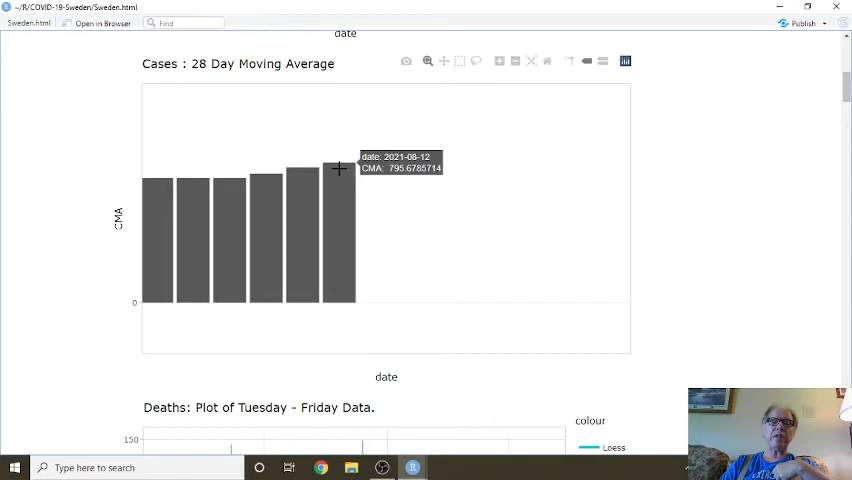 ~/R/COVID-19-Sweden/Sweden.html
Sweden.html
Open in Browser
Find
Publish
date
Cases : 28 Day Moving Average
date: 2021-08-12
CMA: 795.6785714
CMA
0
date
Deaths: Plot of Tuesday - Friday Data.
colour
150
Loess
Type here to search
R